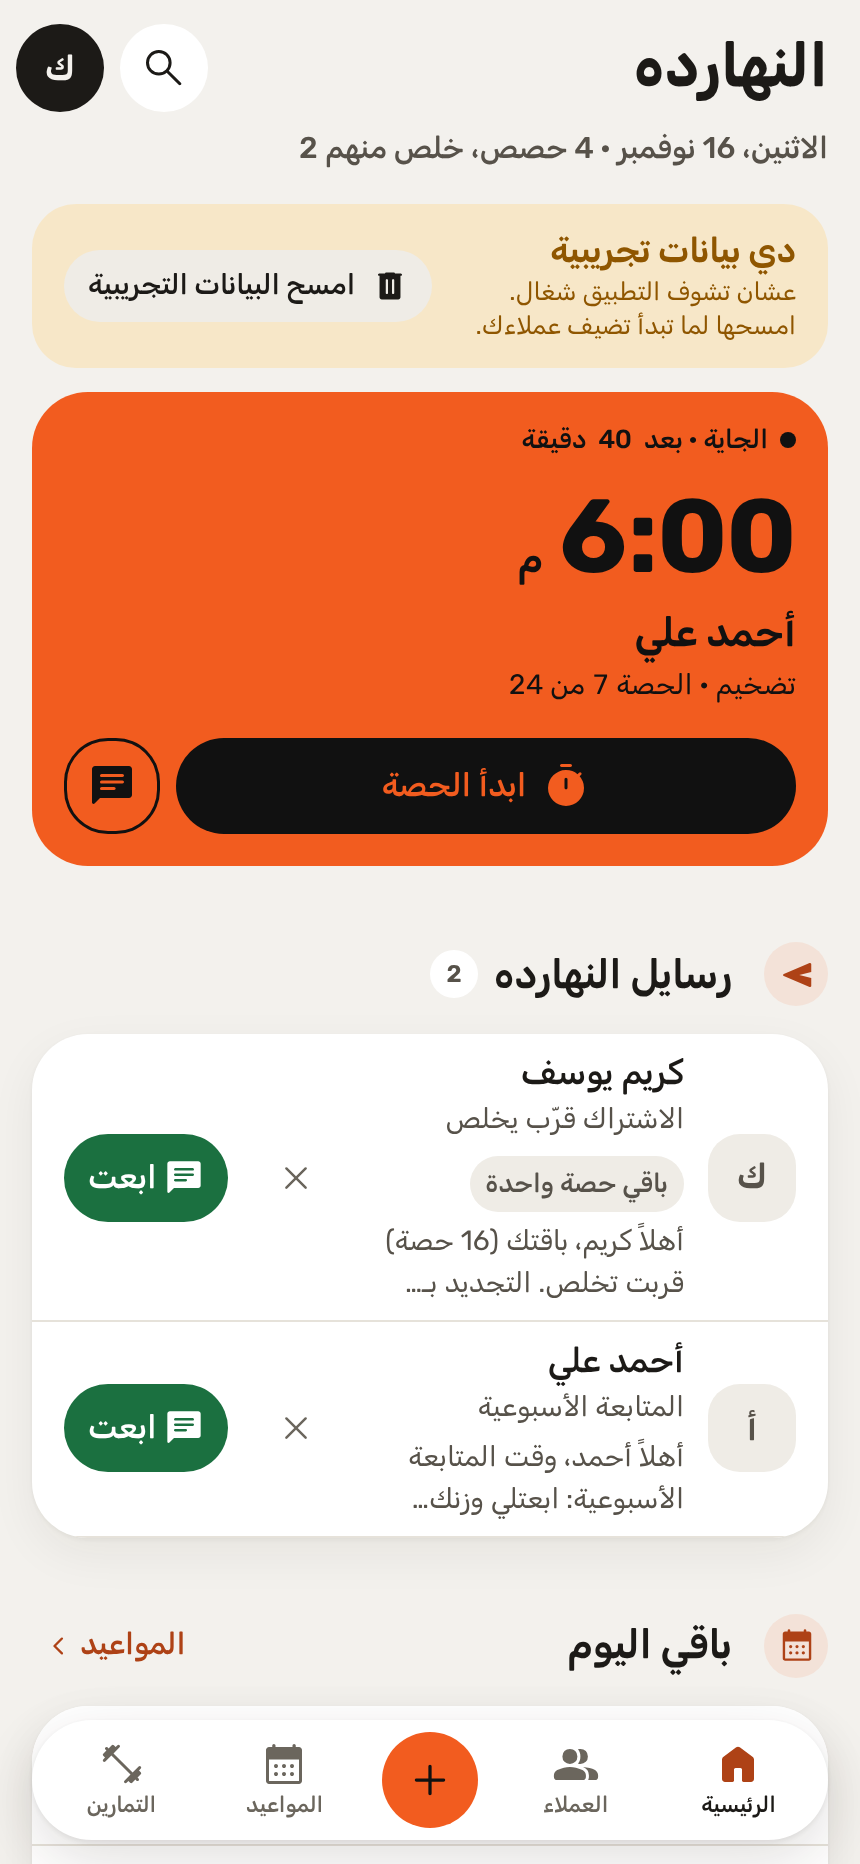 النهارده
ك
الاثنين، 16 نوفمبر • 4 حصص، خلص منهم 2
دي بيانات تجريبية
عشان تشوف التطبيق شغال.
امسحها لما تبدأ تضيف عملاءك.
امسح البيانات التجريبية
الجاية • بعد 40 دقيقة
6:00 م
أحمد علي
تضخيم • الحصة 7 من 24
ابدأ الحصة
رسايل النهارده 2
ك
كريم يوسف
الاشتراك قرّب يخلص
باقي حصة واحدة
أهلاً كريم، باقتك (16 حصة)
قربت تخلص. التجديد بـ...
ابعت
أ
أحمد علي
المتابعة الأسبوعية
أهلاً أحمد، وقت المتابعة
الأسبوعية: ابعتلي وزنك...
ابعت
باقي اليوم
المواعيد
الرئيسية
العملاء
المواعيد
التمارين